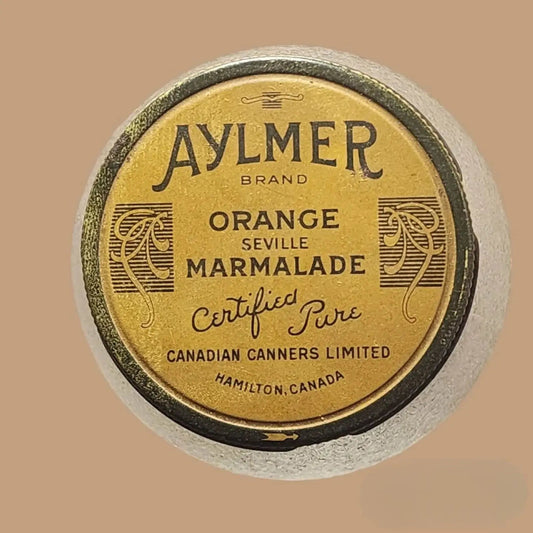 AYLMER
BRAND
ORANGE
SEVILLE
MARMALADE
Certified Pure
CANADIAN CANNERS LIMITED
HAMILTON, CANADA